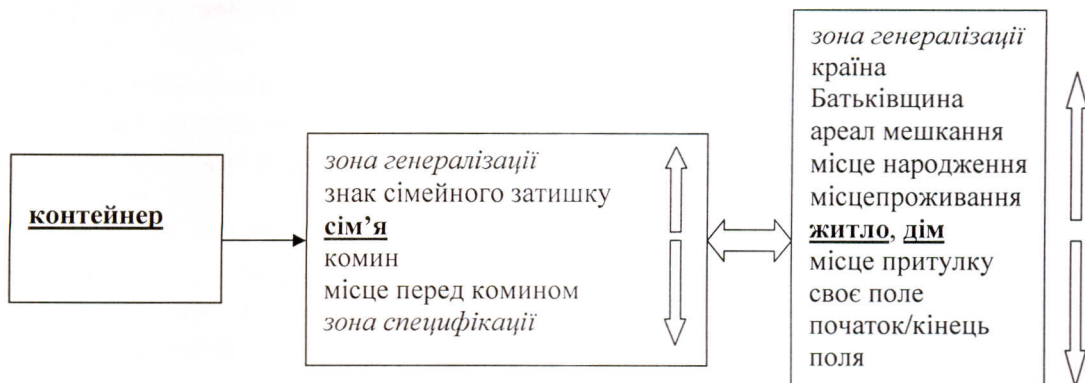 контейнер
зона генералізації
знак сімейного затишку
сім’я
комин
місце перед комином
зона специфікації
зона генералізації
країна
Батьківщина
ареал мешкання
місце народження
місцепроживання
житло, дім
місце притулку
своє поле
початок/кінець
поля